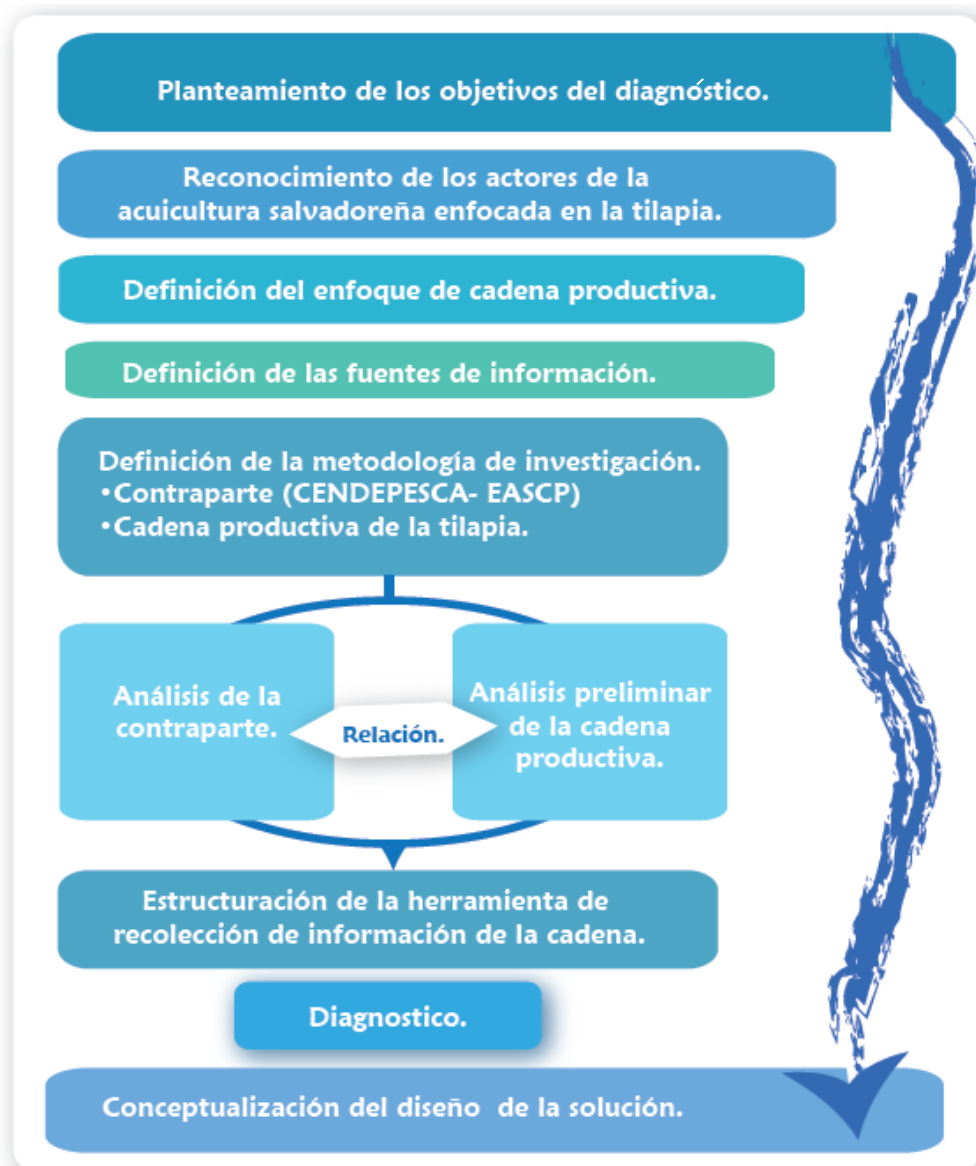 Planteamiento de los objetivos del diagnóstico.
Reconocimiento de los actores de la
acuicultura salvadoreña enfocada en la tilapia.
Definición del enfoque de cadena productiva.
Definición de las fuentes de información.
Definición de la metodología de investigación.
•Contraparte (CENDEPESCA- EASCP)
•Cadena productiva de la tilapia.
Análisis de la
contraparte.
Relación.
Análisis preliminar
de la cadena
productiva.
Estructuración de la herramienta de
recolección de información de la cadena.
Diagnostico.
Conceptualización del diseño de la solución.